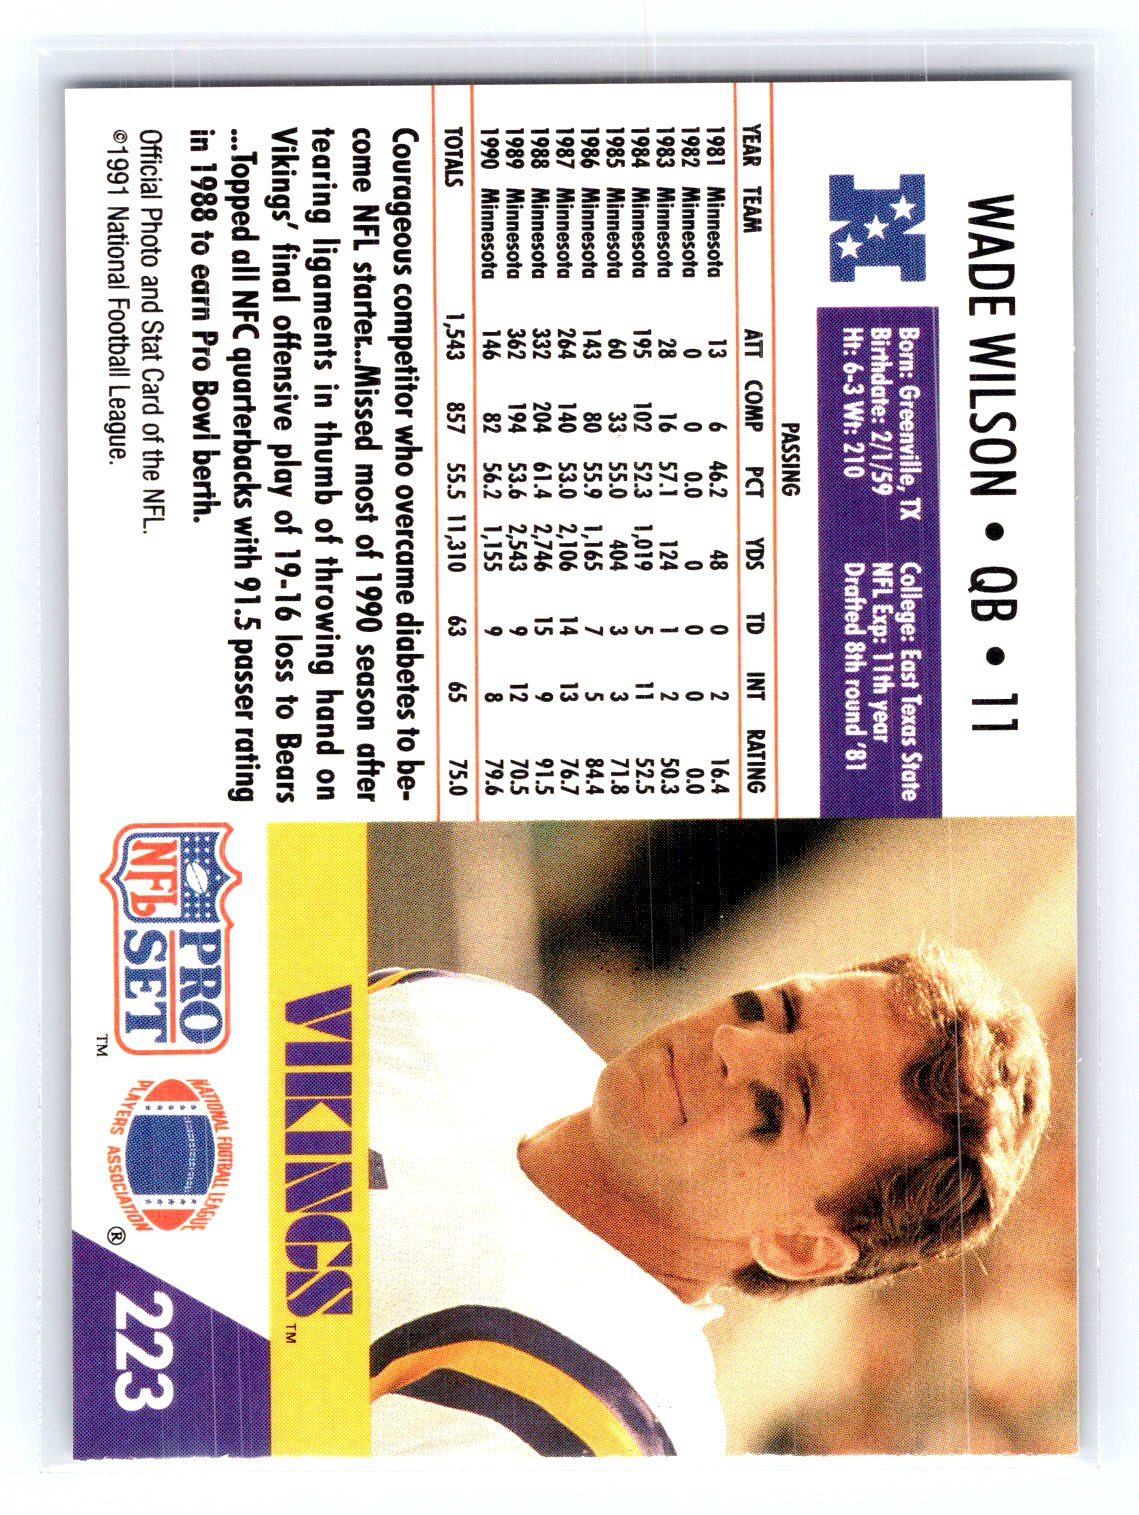 WADE WILSON • QB • 11
N
Born: Greenville, TX College: East Texas State
Birthdate: 2/1/59 NFL Exp: 11th year
Ht: 6-3 Wt: 210 Drafted 8th round '81
PASSING
YEAR TEAM ATT COMP PCT YDS TD INT RATING
1981 Minnesota 13 6 46.2 48 0 2 16.4
1982 Minnesota 0 0 0.0 0 0 0 0.0
1983 Minnesota 28 16 57.1 124 1 2 50.3
1984 Minnesota 195 102 52.3 1,019 5 11 52.5
1985 Minnesota 60 33 55.0 404 3 3 71.8
1986 Minnesota 143 80 55.9 1,165 7 5 84.4
1987 Minnesota 264 140 53.0 2,106 14 13 76.7
1988 Minnesota 332 204 61.4 2,746 15 9 91.5
1989 Minnesota 362 194 53.6 2,543 9 12 70.5
1990 Minnesota 146 82 56.2 1,155 9 8 79.6
TOTALS 1,543 857 55.5 11,310 63 65 75.0
Courageous competitor who overcame diabetes to be-
come NFL starter...Missed most of 1990 season after
tearing ligaments in thumb of throwing hand on
Vikings' final offensive play of 19-16 loss to Bears
...Topped all NFC quarterbacks with 91.5 passer rating
in 1988 to earn Pro Bowl berth.
Official Photo and Stat Card of the NFL.
©1991 National Football League.
VIKINGS™
NFL PRO SET™
NATIONAL FOOTBALL LEAGUE
PLAYERS ASSOCIATION®
223